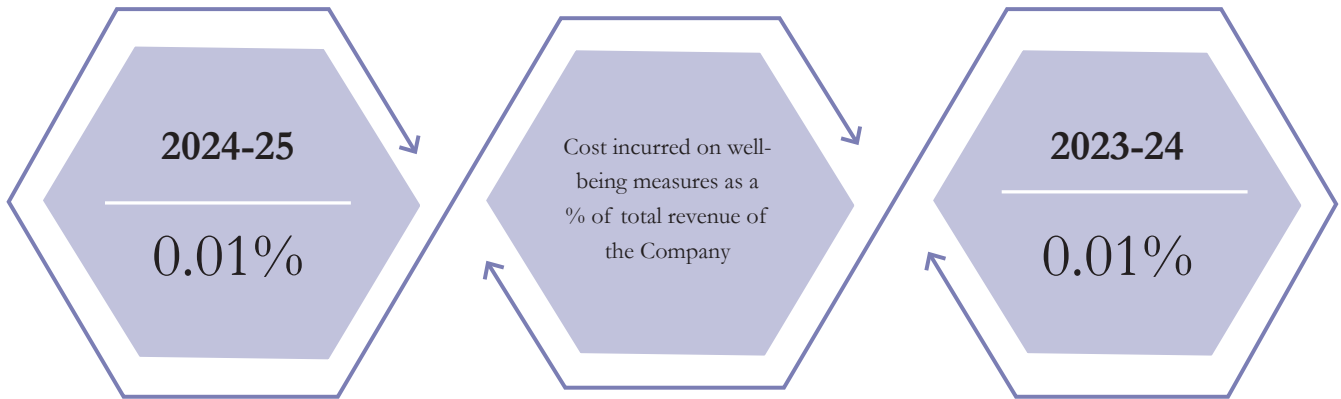 2024-25
0.01%
Cost incurred on well-
being measures as a
% of total revenue of
the Company
2023-24
0.01%